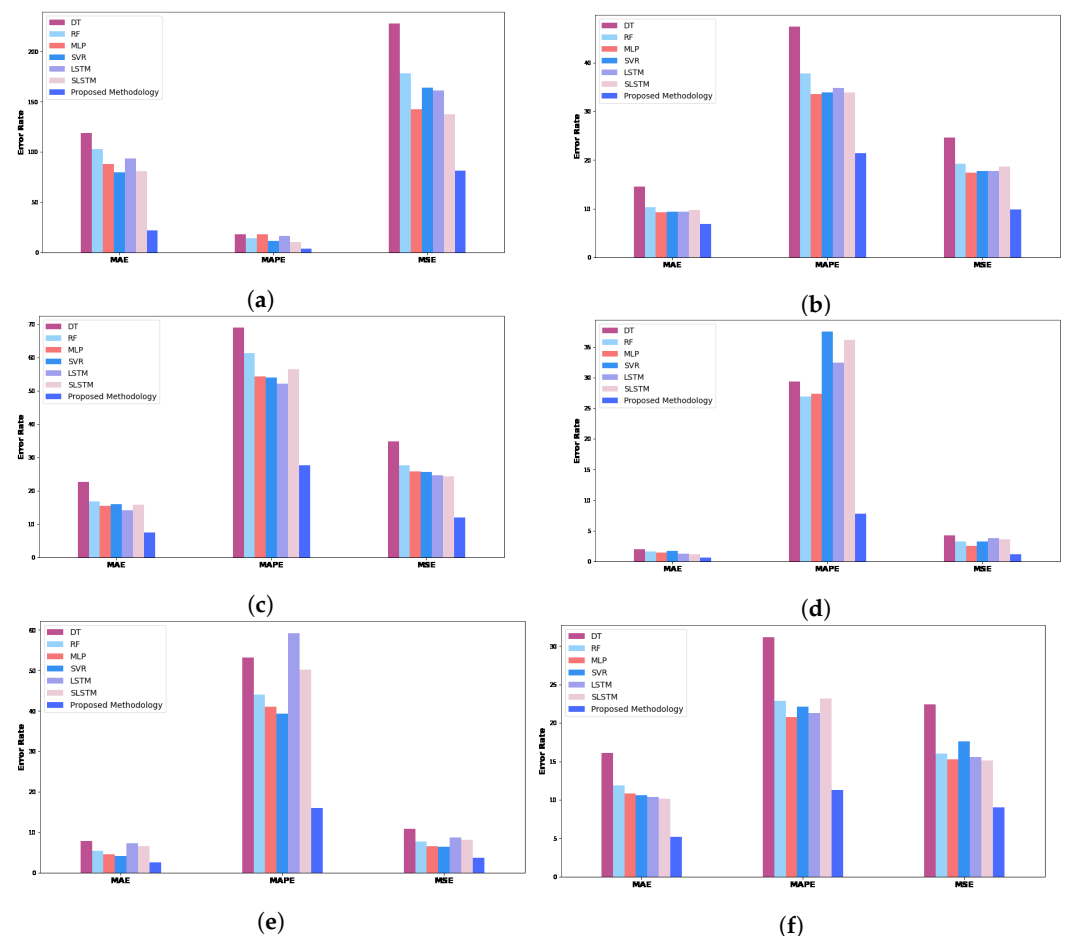 DT
RF
MLP
SVR
LSTM
SLSTM
Proposed Methodology
Error Rate
200
150
100
50
0
MAE MAPE MSE
(a)
DT
RF
MLP
SVR
LSTM
SLSTM
Proposed Methodology
Error Rate
40
30
20
10
0
MAE MAPE MSE
(b)
DT
RF
MLP
SVR
LSTM
SLSTM
Proposed Methodology
Error Rate
70
60
50
40
30
20
10
0
MAE MAPE MSE
(c)
DT
RF
MLP
SVR
LSTM
SLSTM
Proposed Methodology
Error Rate
35
30
25
20
15
10
5
0
MAE MAPE MSE
(d)
DT
RF
MLP
SVR
LSTM
SLSTM
Proposed Methodology
Error Rate
60
50
40
30
20
10
0
MAE MAPE MSE
(e)
DT
RF
MLP
SVR
LSTM
SLSTM
Proposed Methodology
Error Rate
30
25
20
15
10
5
0
MAE MAPE MSE
(f)